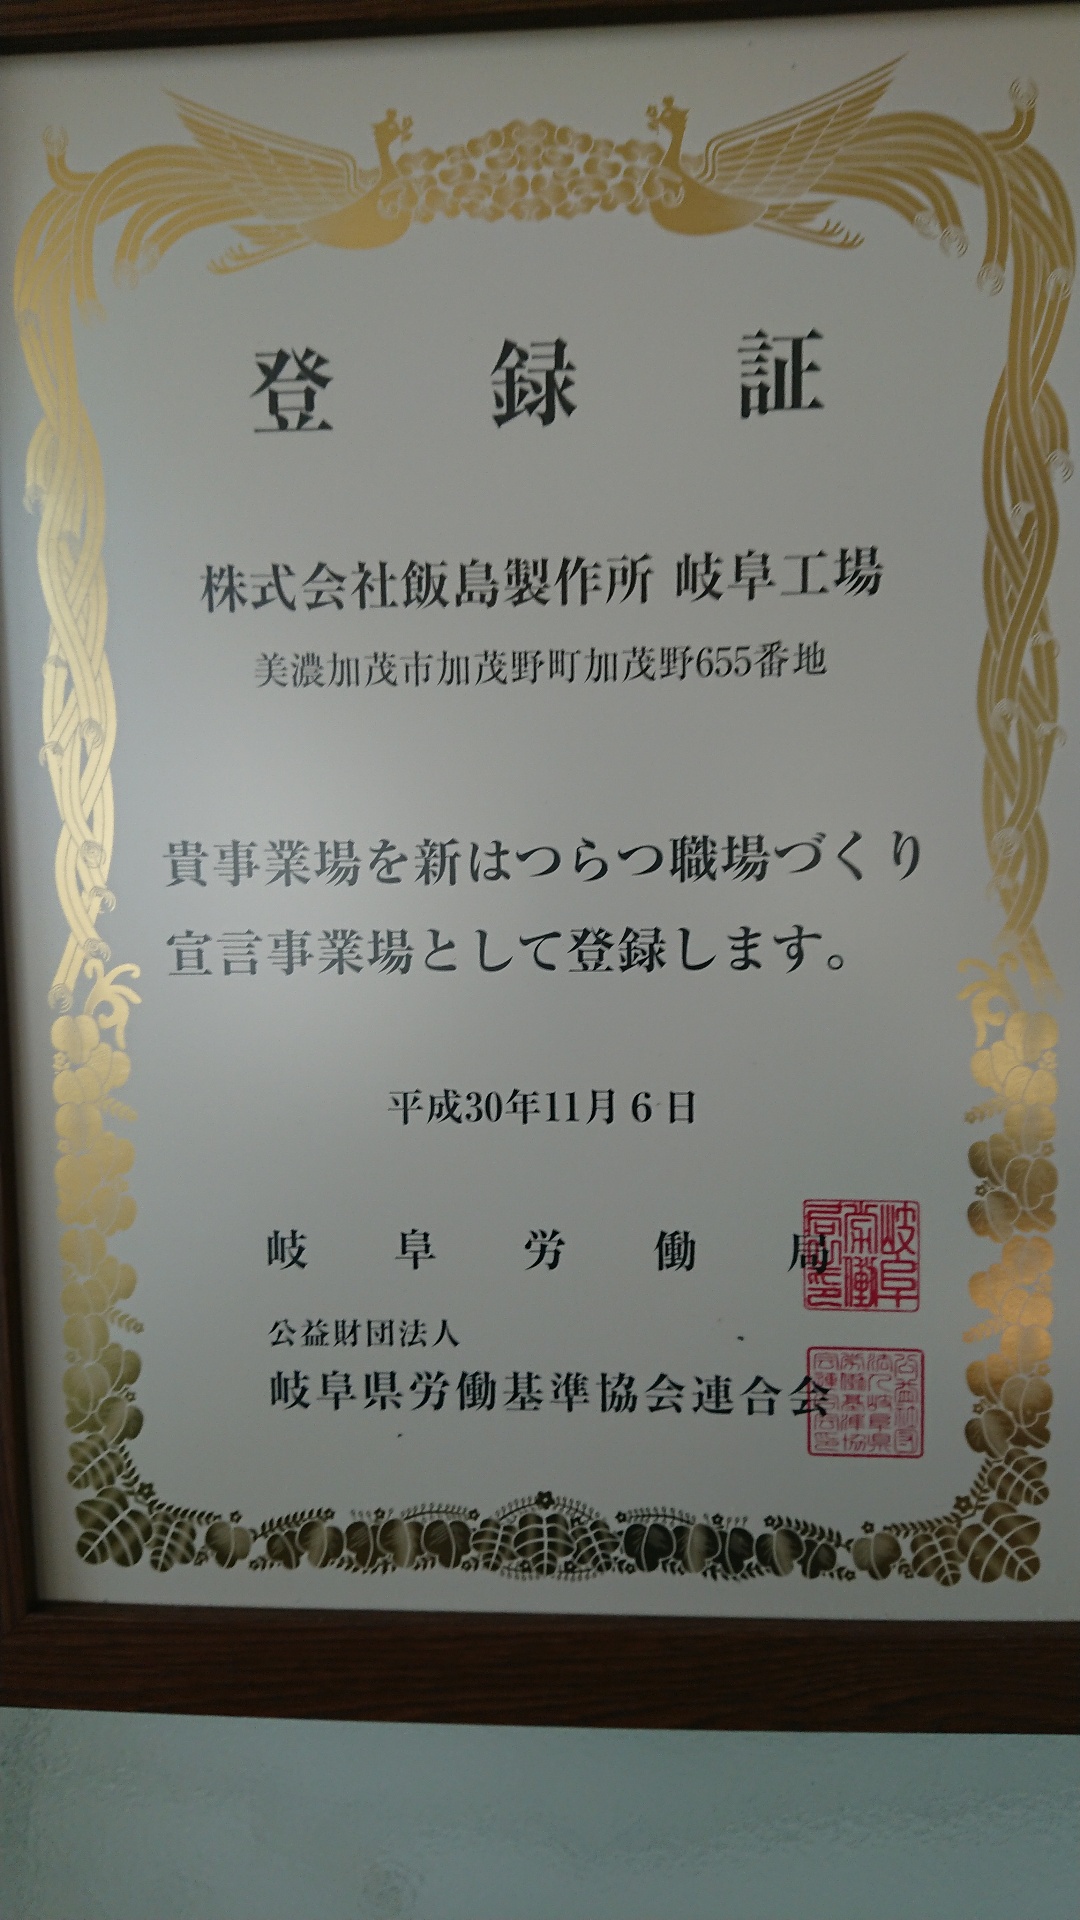 登録証
株式会社飯島製作所 岐阜工場
美濃加茂市加茂野町加茂野655番地
貴事業場を新はつらつ職場づくり
宣言事業場として登録します。
平成30年11月6日
岐阜労働局
公益財団法人
岐阜県労働基準協会連合会